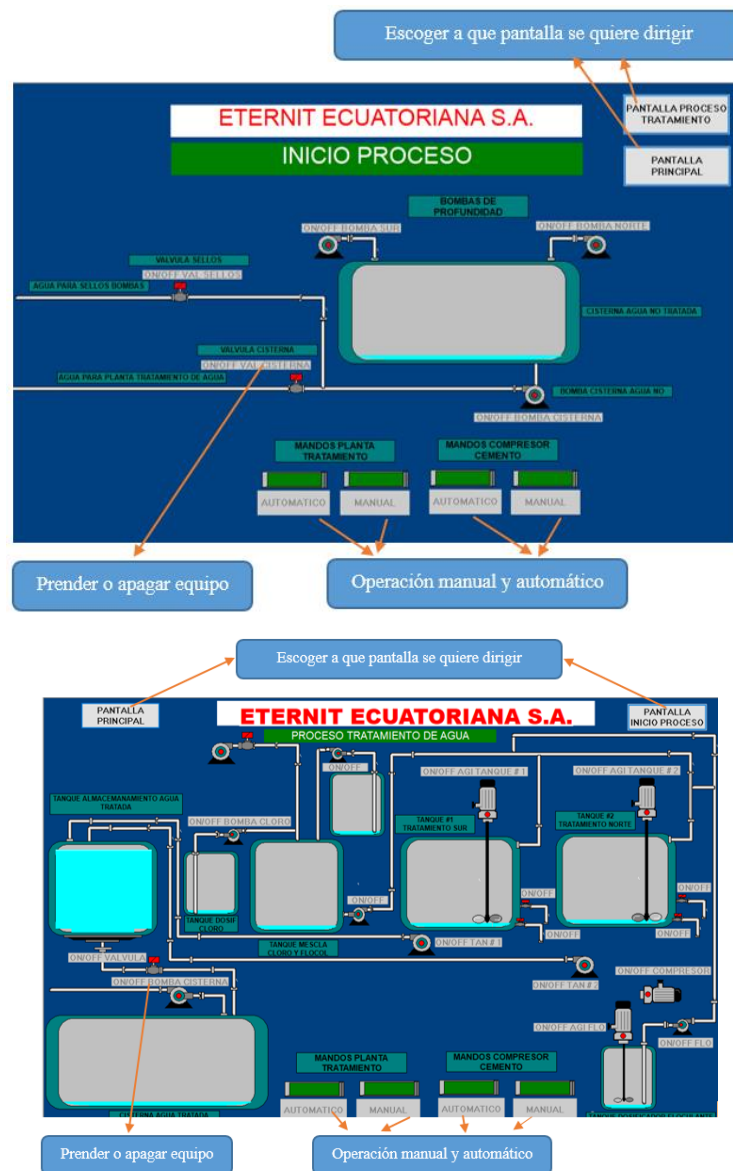 Escoger a que pantalla se quiere dirigir
PANTALLA PROCESO
TRATAMIENTO
ETERNIT ECUATORIANA S.A.
INICIO PROCESO
PANTALLA
PRINCIPAL
BOMBAS DE
PROFUNDIDAD
ON/OFF BOMBA SUR
ON/OFF BOMBA NORTE
VALVULA SELLOS
ON/OFF VAL SELLOS
AGUA PARA SELLOS BOMBAS
CISTERNA AGUA NO TRATADA
VALVULA CISTERNA
ON/OFF VAL CISTERNA
AGUA PARA PLANTA TRATAMIENTO DE AGUA
BOMBA CISTERNA AGUA NO
ON/OFF BOMBA CISTERNA
MANDOS PLANTA
TRATAMIENTO
MANDOS COMPRESOR
CEMENTO
AUTOMATICO
MANUAL
AUTOMATICO
MANUAL
Prender o apagar equipo
Operación manual y automático
Escoger a que pantalla se quiere dirigir
PANTALLA
PRINCIPAL
ETERNIT ECUATORIANA S.A.
PANTALLA
INICIO PROCESO
PROCESO TRATAMIENTO DE AGUA
ON/OFF
ON/OFF AGI TANQUE # 1
ON/OFF AGI TANQUE # 2
TANQUE ALMACEMANAMIENTO AGUA
TRATADA
ON/OFF BOMBA CLORO
TANQUE #1
TRATAMIENTO SUR
TANQUE #2
TRATAMIENTO NORTE
ON/OFF
ON/OFF
ON/OFF
TANQUE DOSIF
CLORO
ON/OFF
ON/OFF
TANQUE MESCLA
CLORO Y FLOCOL
ON/OFF TAN # 1
ON/OFF VALVULA
ON/OFF BOMBA CISTERNA
ON/OFF TAN # 2
ON/OFF COMPRESOR
ON/OFF AGI FLO
ON/OFF FLO
MANDOS PLANTA
TRATAMIENTO
MANDOS COMPRESOR
CEMENTO
AUTOMATICO
MANUAL
AUTOMATICO
MANUAL
CISTERNA AGUA TRATADA
TANQUE DOSIFICADOR FLOCULANTE
Prender o apagar equipo
Operación manual y automático